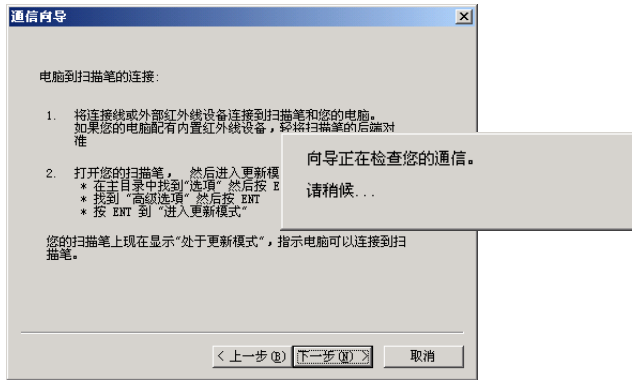 通信向导
电脑到扫描笔的连接:
1. 将连接线或外部红外线设备连接到扫描笔和您的电脑。
如果您的电脑配有内置红外线设备，轻将扫描笔的后端对
准
2. 打开您的扫描笔， 然后进入更新模
* 在主目录中找到“选项” 然后按 E
* 找到 “高级选项” 然后按 ENT
* 按 ENT 到 “进入更新模式”
您的扫描笔上现在显示“处于更新模式”，指示电脑可以连接到扫
描笔。
向导正在检查您的通信。
请稍候...
< 上一步(B)
下一步(N) >
取消